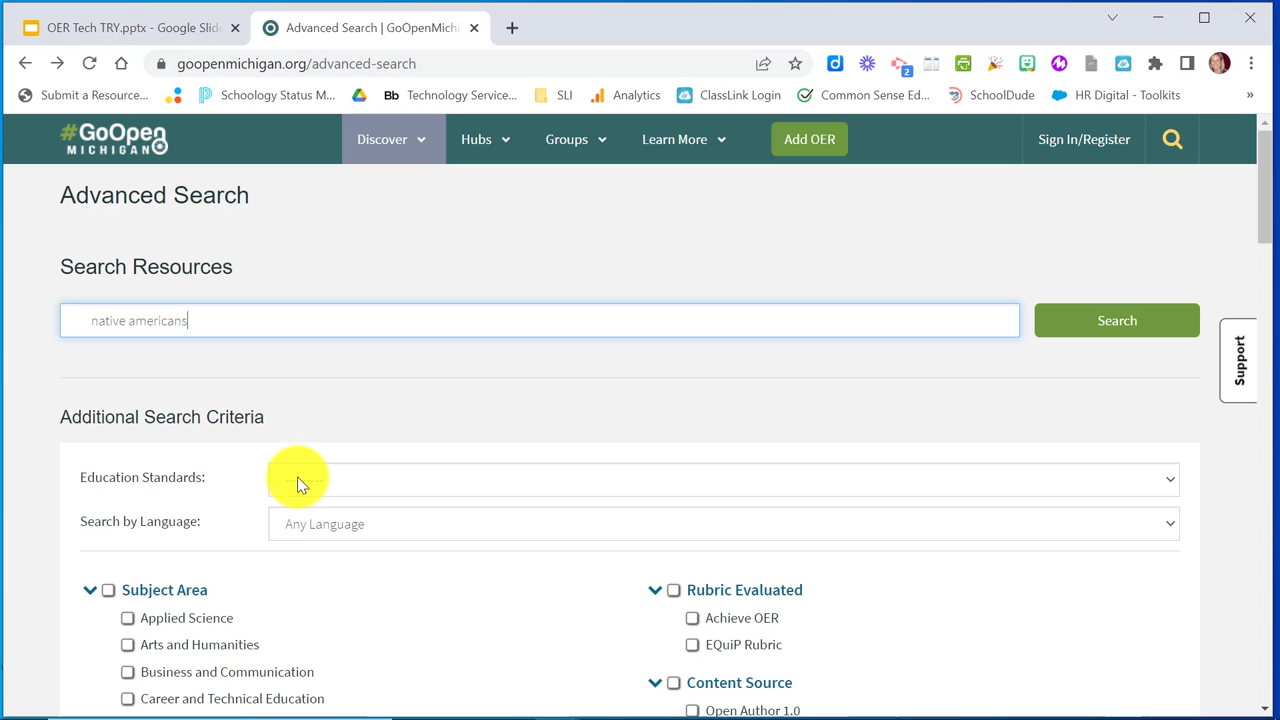 OER Tech TRY.pptx - Google Slid
Advanced Search | GoOpenMichi
goopenmichigan.org/advanced-search
2
Submit a Resource...
Schoology Status M...
Bb Technology Service...
SLI
Analytics
ClassLink Login
Common Sense Ed...
SchoolDude
HR Digital - Toolkits
»
#GoOpen
MICHIGAN
Discover
Hubs
Groups
Learn More
Add OER
Sign In/Register
Advanced Search
Search Resources
native americans
Search
Support
Additional Search Criteria
Education Standards:
Search by Language:
Any Language
Subject Area
Applied Science
Arts and Humanities
Business and Communication
Career and Technical Education
Rubric Evaluated
Achieve OER
EQuiP Rubric
Content Source
Open Author 1.0